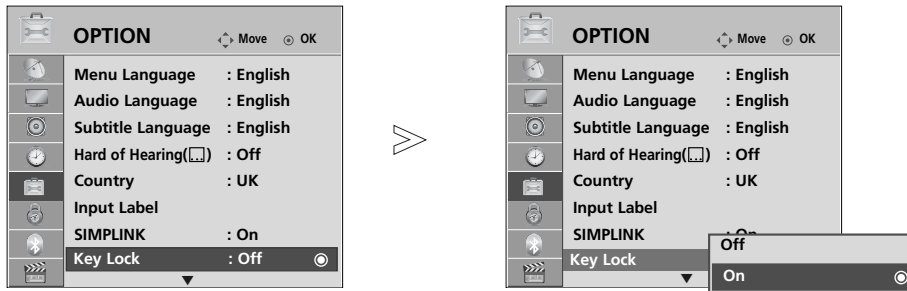 OPTION Move OK
Menu Language : English
Audio Language : English
Subtitle Language : English
Hard of Hearing( ) : Off
Country : UK
Input Label
SIMPLINK : On
Key Lock : Off
OPTION Move OK
Menu Language : English
Audio Language : English
Subtitle Language : English
Hard of Hearing( ) : Off
Country : UK
Input Label
SIMPLINK : On
Key Lock
Off
On